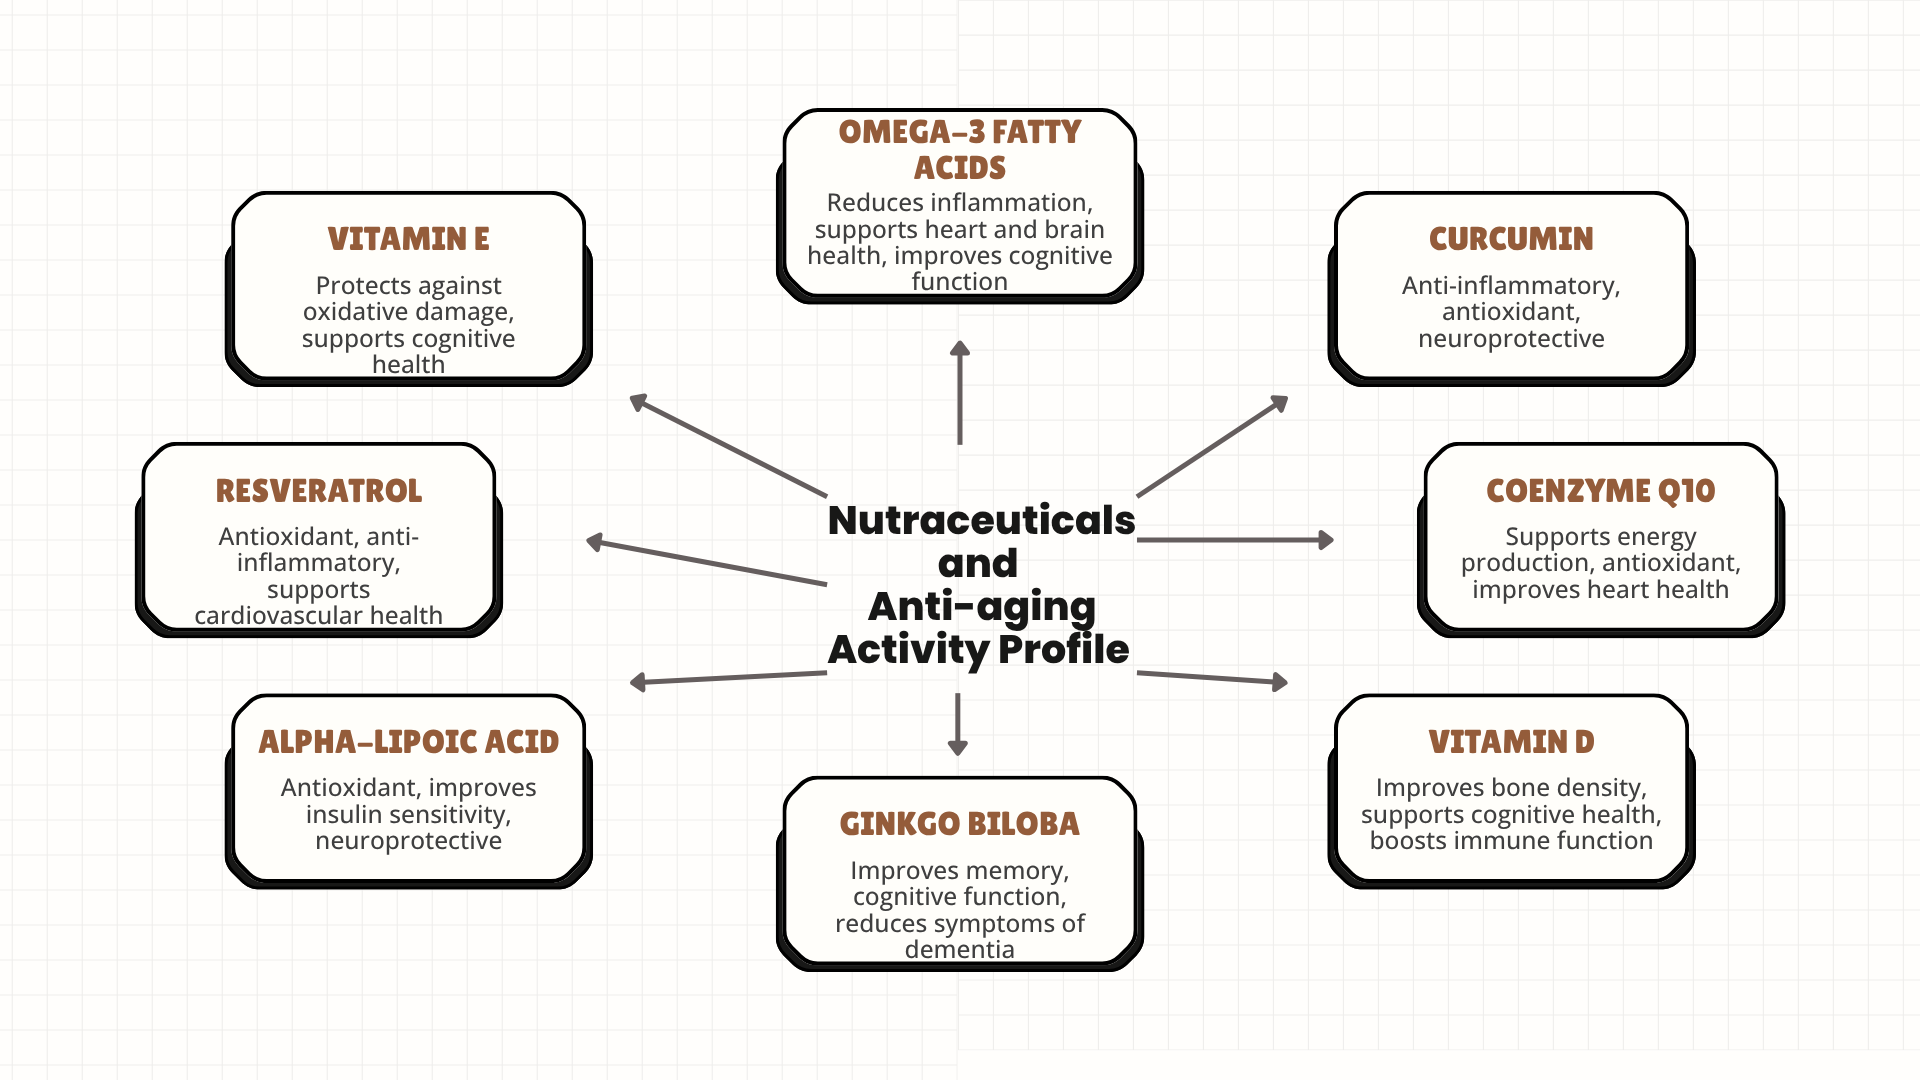 OMEGA-3 FATTY
ACIDS
Reduces inflammation,
supports heart and brain
health, improves cognitive
function
VITAMIN E
Protects against
oxidative damage,
supports cognitive
health
CURCUMIN
Anti-inflammatory,
antioxidant,
neuroprotective
RESVERATROL
Antioxidant, anti-
inflammatory,
supports
cardiovascular health
Nutraceuticals
and
Anti-aging
Activity Profile
COENZYME Q10
Supports energy
production, antioxidant,
improves heart health
ALPHA-LIPOIC ACID
Antioxidant, improves
insulin sensitivity,
neuroprotective
GINKGO BILOBA
Improves memory,
cognitive function,
reduces symptoms of
dementia
VITAMIN D
Improves bone density,
supports cognitive health,
boosts immune function